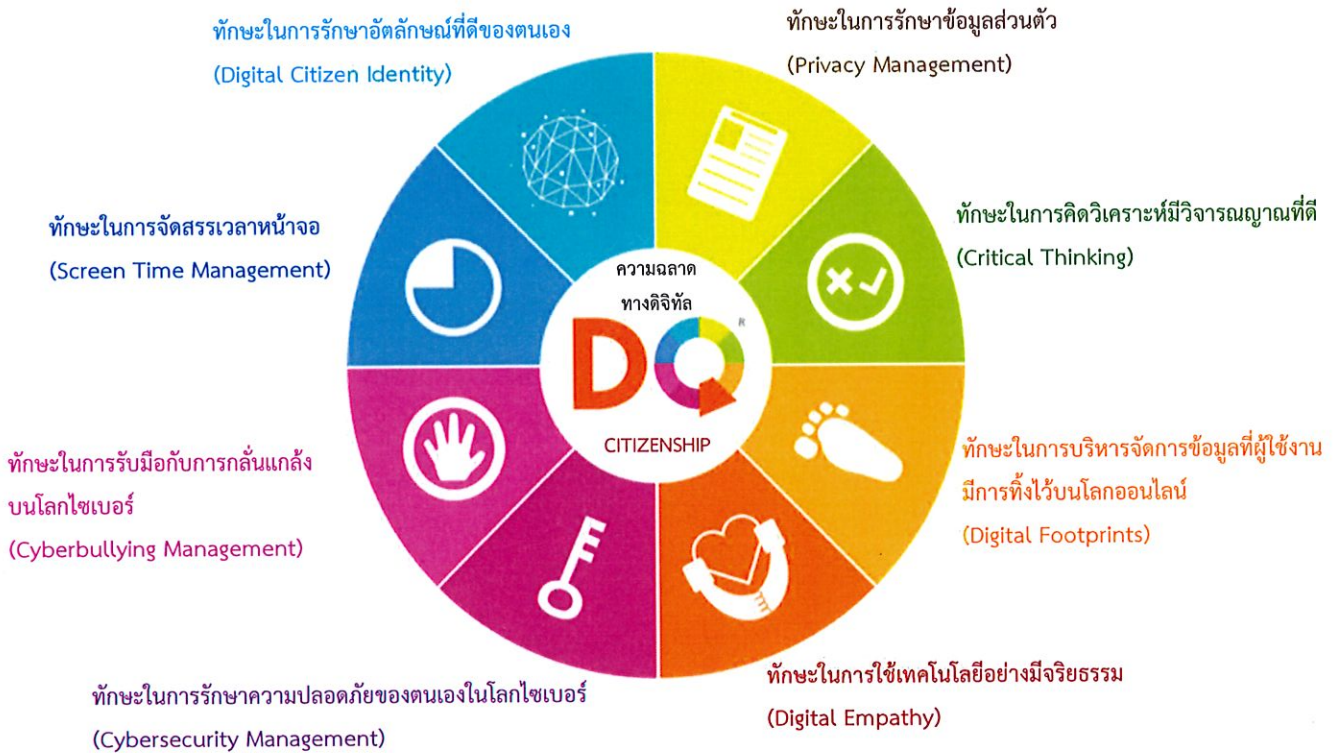 ทักษะในการรักษาอัตลักษณ์ที่ดีของตนเอง
(Digital Citizen Identity)
ทักษะในการรักษาข้อมูลส่วนตัว
(Privacy Management)
ทักษะในการจัดสรรเวลาหน้าจอ
(Screen Time Management)
ทักษะในการคิดวิเคราะห์มีวิจารณญาณที่ดี
(Critical Thinking)
ความฉลาด
ทางดิจิทัล
DQ
R
CITIZENSHIP
ทักษะในการรับมือกับการกลั่นแกล้ง
บนโลกไซเบอร์
(Cyberbullying Management)
ทักษะในการบริหารจัดการข้อมูลที่ผู้ใช้งาน
มีการทิ้งไว้บนโลกออนไลน์
(Digital Footprints)
ทักษะในการรักษาความปลอดภัยของตนเองในโลกไซเบอร์
(Cybersecurity Management)
ทักษะในการใช้เทคโนโลยีอย่างมีจริยธรรม
(Digital Empathy)